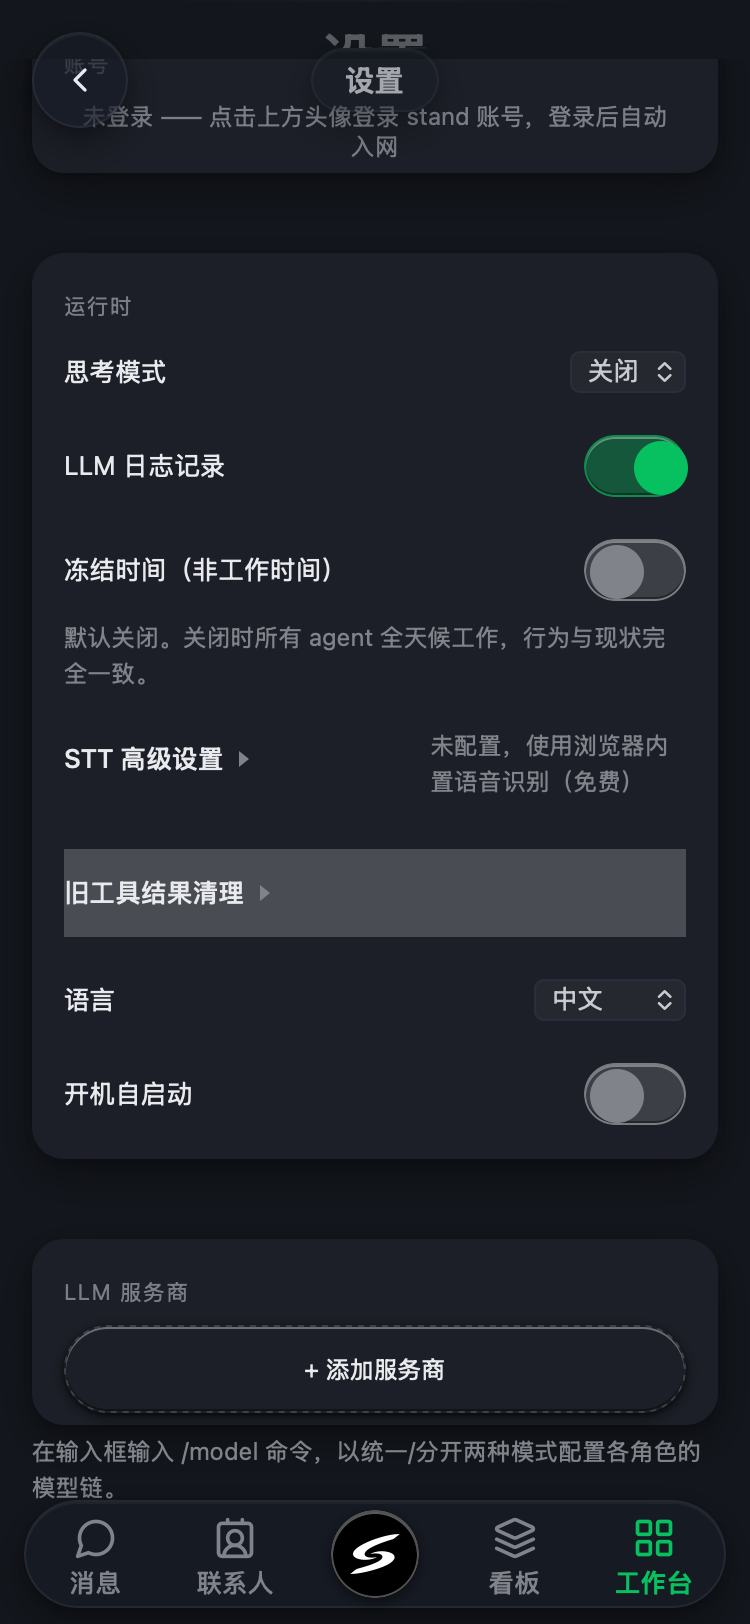 设置
账号
设置
未登录 —— 点击上方头像登录 stand 账号，登录后自动
入网
运行时
思考模式
关闭
LLM 日志记录
冻结时间（非工作时间）
默认关闭。关闭时所有 agent 全天候工作，行为与现状完
全一致。
STT 高级设置
未配置，使用浏览器内
置语音识别（免费）
旧工具结果清理
语言
中文
开机自启动
LLM 服务商
+ 添加服务商
在输入框输入 /model 命令，以统一/分开两种模式配置各角色的
模型链。
消息
联系人
看板
工作台